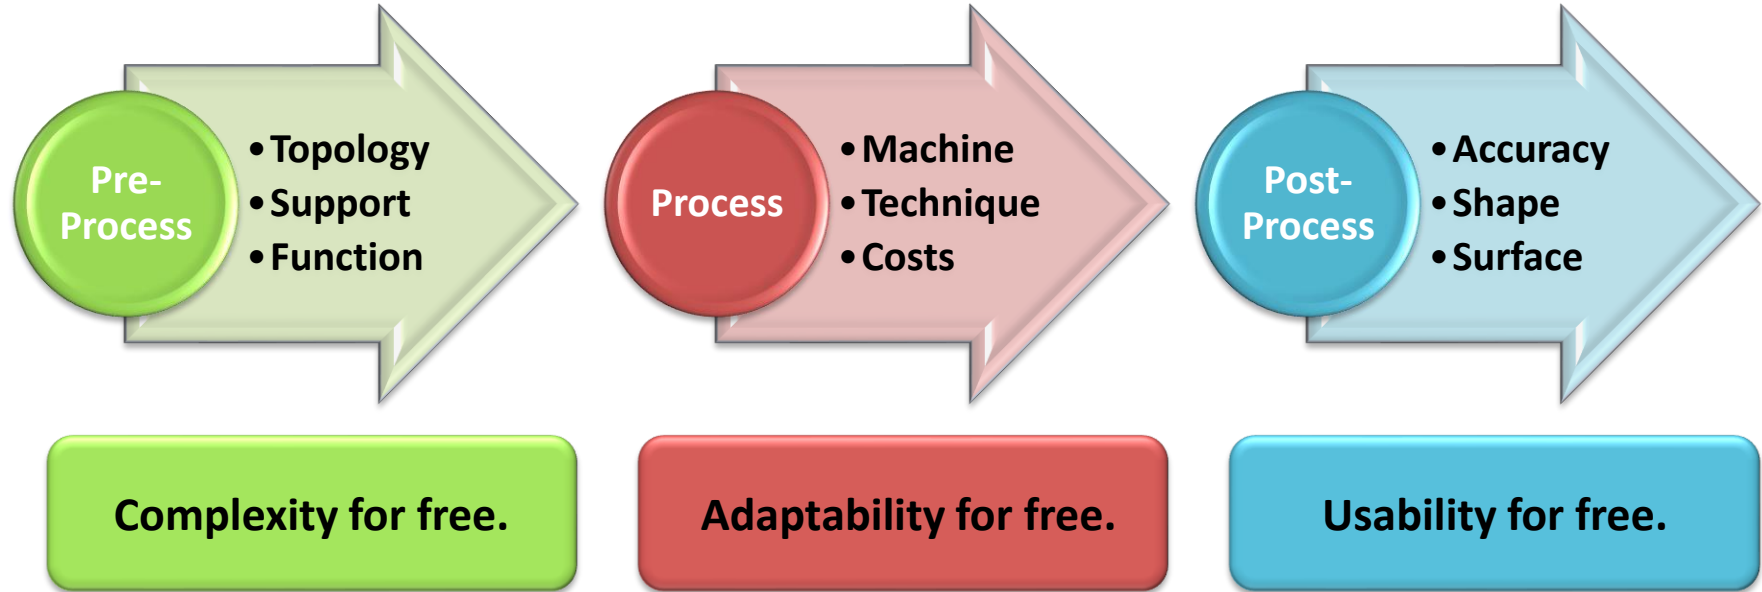 Pre-
Process
•Topology
•Support
•Function
Process
•Machine
•Technique
•Costs
Post-
Process
•Accuracy
•Shape
•Surface
Complexity for free.
Adaptability for free.
Usability for free.